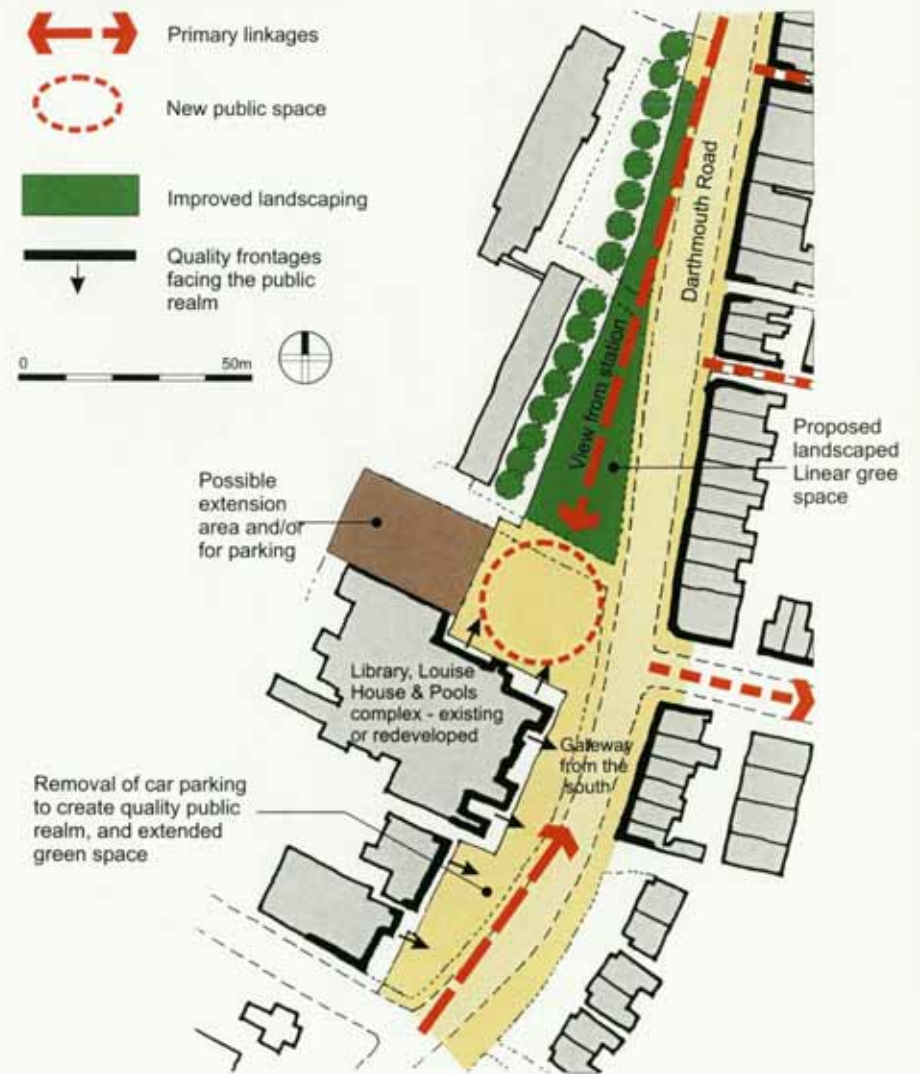 Primary linkages
New public space
Improved landscaping
Quality frontages
facing the public
realm
0
50m
Darthmouth Road
View from station
Proposed
landscaped
Linear gree
space
Possible
extension
area and/or
for parking
Library, Louise
House & Pools
complex - existing
or redeveloped
Gateway
from the
south
Removal of car parking
to create quality public
realm, and extended
green space